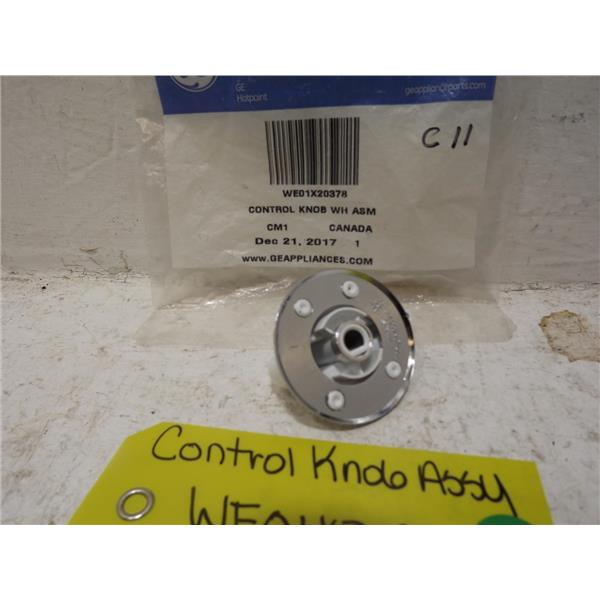 GE
Hotpoint
geapplianceparts.com
C 11
WE01X20378
CONTROL KNOB WH ASM
CM1 CANADA
Dec 21, 2017 1
WWW.GEAPPLIANCES.COM
Control Knob Assy